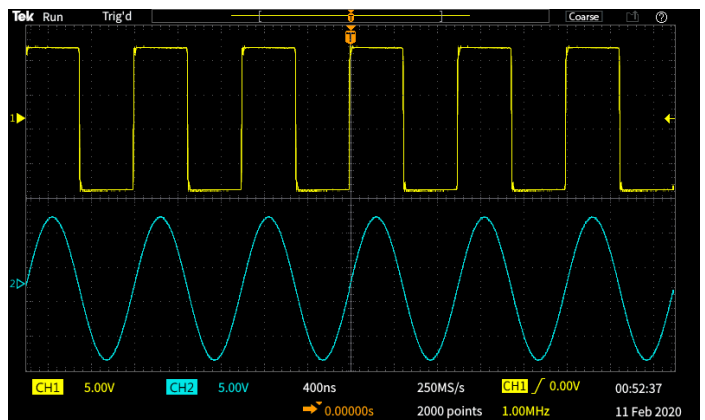 Tek Run Trig'd T Coarse ?
T
1
2
CH1 5.00V CH2 5.00V 400ns 250MS/s CH1 0.00V 00:52:37
0.00000s 2000 points 1.00MHz 11 Feb 2020